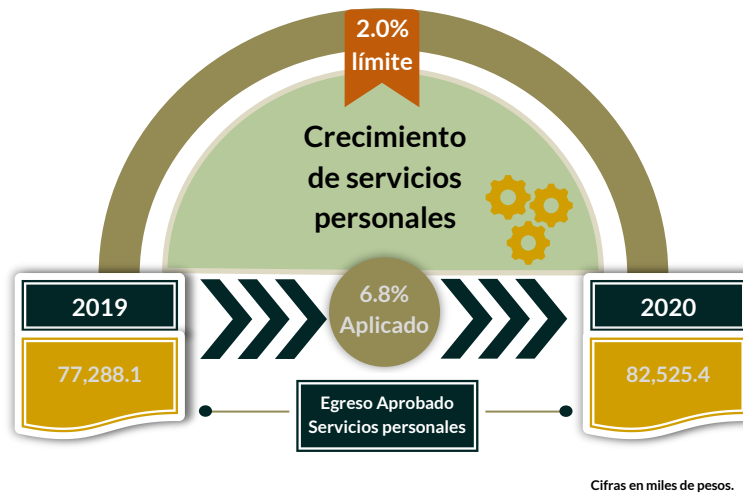 2.0%
límite
Crecimiento
de servicios
personales
2019
6.8%
Aplicado
2020
77,288.1
82,525.4
Egreso Aprobado
Servicios personales
Cifras en miles de pesos.